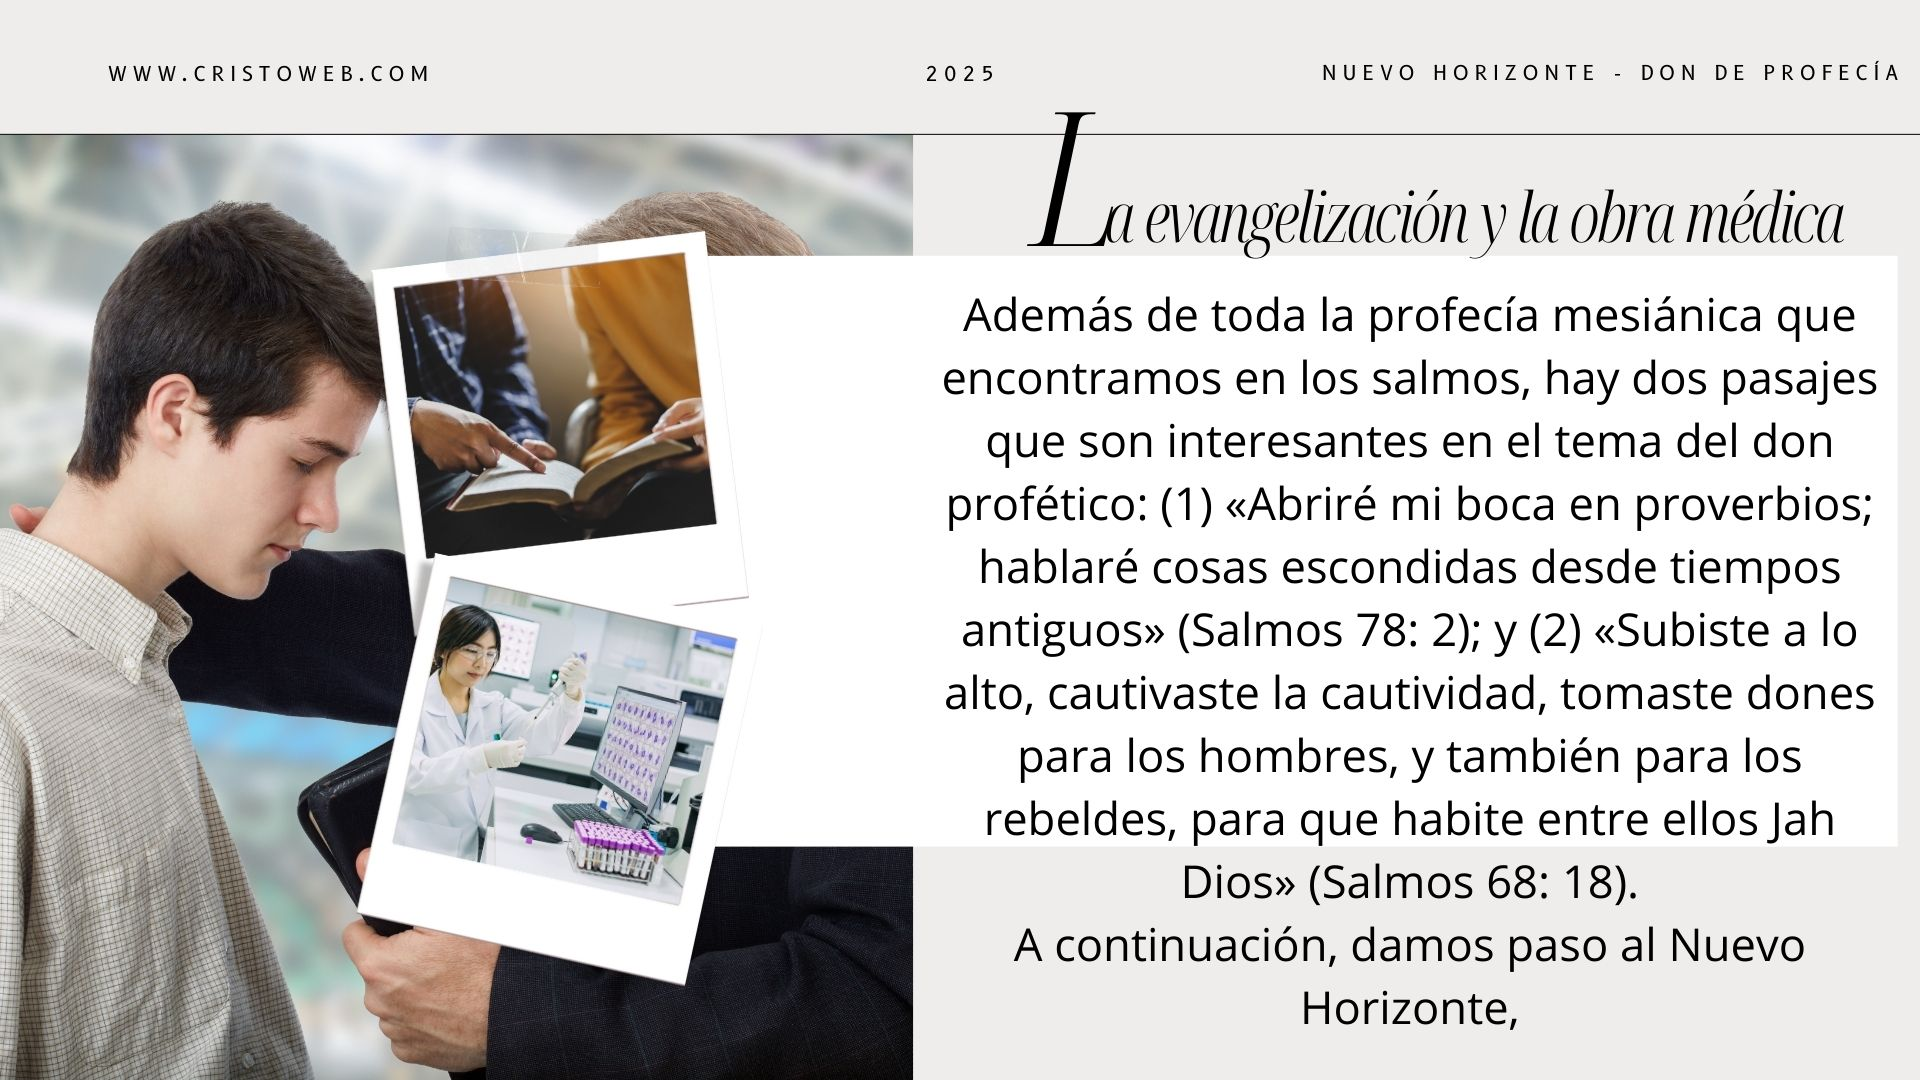 WWW.CRISTOWEB.COM
2025
NUEVO HORIZONTE - DON DE PROFECÍA
La evangelización y la obra médica
Además de toda la profecía mesiánica que
encontramos en los salmos, hay dos pasajes
que son interesantes en el tema del don
profético: (1) «Abriré mi boca en proverbios;
hablaré cosas escondidas desde tiempos
antiguos» (Salmos 78: 2); y (2) «Subiste a lo
alto, cautivaste la cautividad, tomaste dones
para los hombres, y también para los
rebeldes, para que habite entre ellos Jah
Dios» (Salmos 68: 18).
A continuación, damos paso al Nuevo
Horizonte,